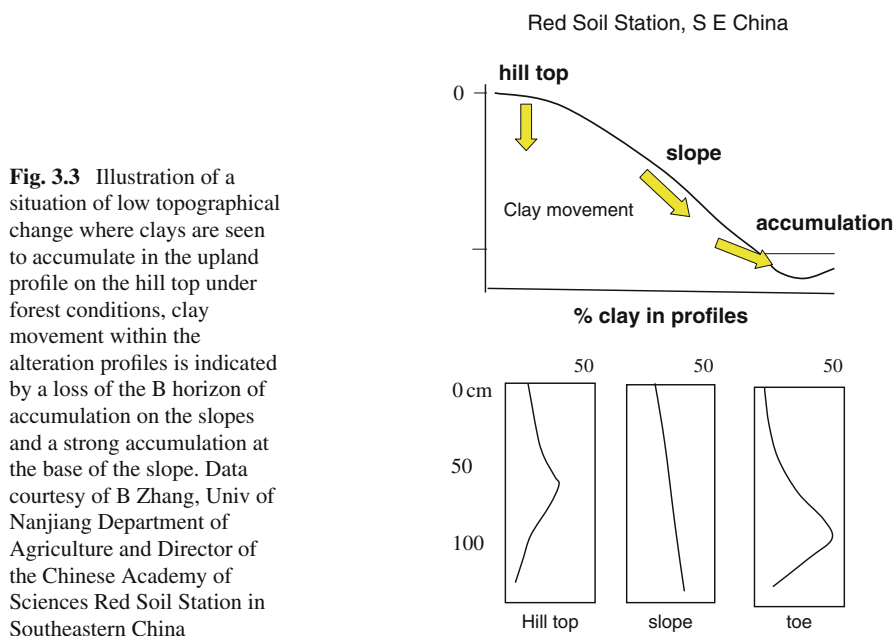 Fig. 3.3 Illustration of a
situation of low topographical
change where clays are seen
to accumulate in the upland
profile on the hill top under
forest conditions, clay
movement within the
alteration profiles is indicated
by a loss of the B horizon of
accumulation on the slopes
and a strong accumulation at
the base of the slope. Data
courtesy of B Zhang, Univ of
Nanjiang Department of
Agriculture and Director of
the Chinese Academy of
Sciences Red Soil Station in
Southeastern China
Red Soil Station, S E China
hill top
0
slope
Clay movement
accumulation
% clay in profiles
50 50 50
0 cm
50
100
Hill top slope toe